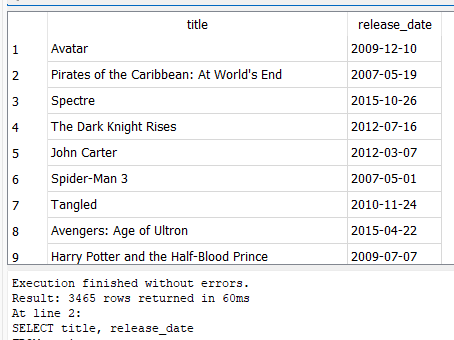 title release_date
1 Avatar 2009-12-10
2 Pirates of the Caribbean: At World's End 2007-05-19
3 Spectre 2015-10-26
4 The Dark Knight Rises 2012-07-16
5 John Carter 2012-03-07
6 Spider-Man 3 2007-05-01
7 Tangled 2010-11-24
8 Avengers: Age of Ultron 2015-04-22
9 Harry Potter and the Half-Blood Prince 2009-07-07
Execution finished without errors.
Result: 3465 rows returned in 60ms
At line 2:
SELECT title, release_date